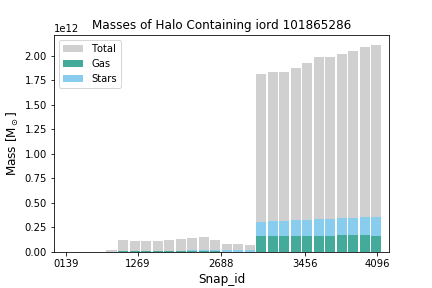 Masses of Halo Containing iord 101865286
1e12
Total
Gas
Stars
2.00
1.75
1.50
1.25
1.00
0.75
0.50
0.25
0.00
Mass [M_⊙]
0139 1269 2688 3456 4096
Snap_id